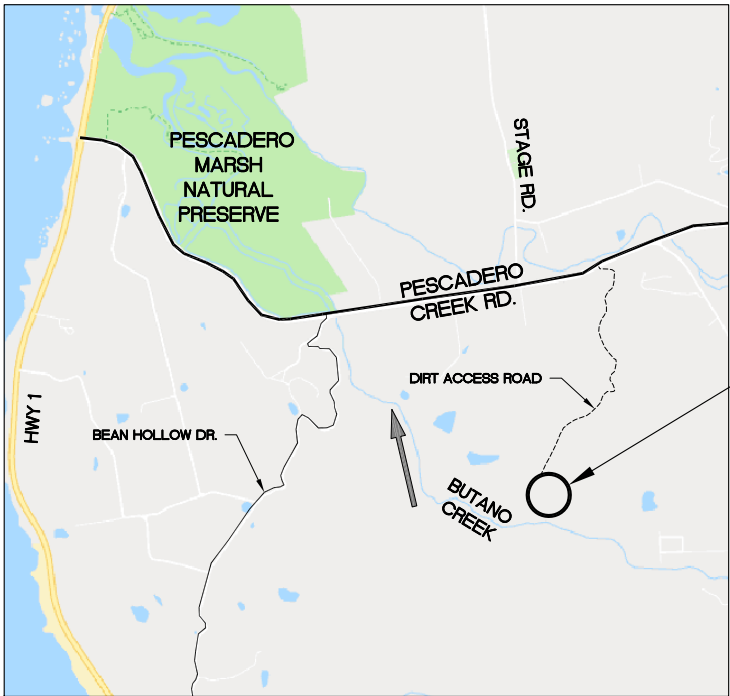 PESCADERO
MARSH
NATURAL
PRESERVE
STAGE RD.
PESCADERO
CREEK RD.
DIRT ACCESS ROAD
HWY 1
BEAN HOLLOW DR.
BUTANO
CREEK